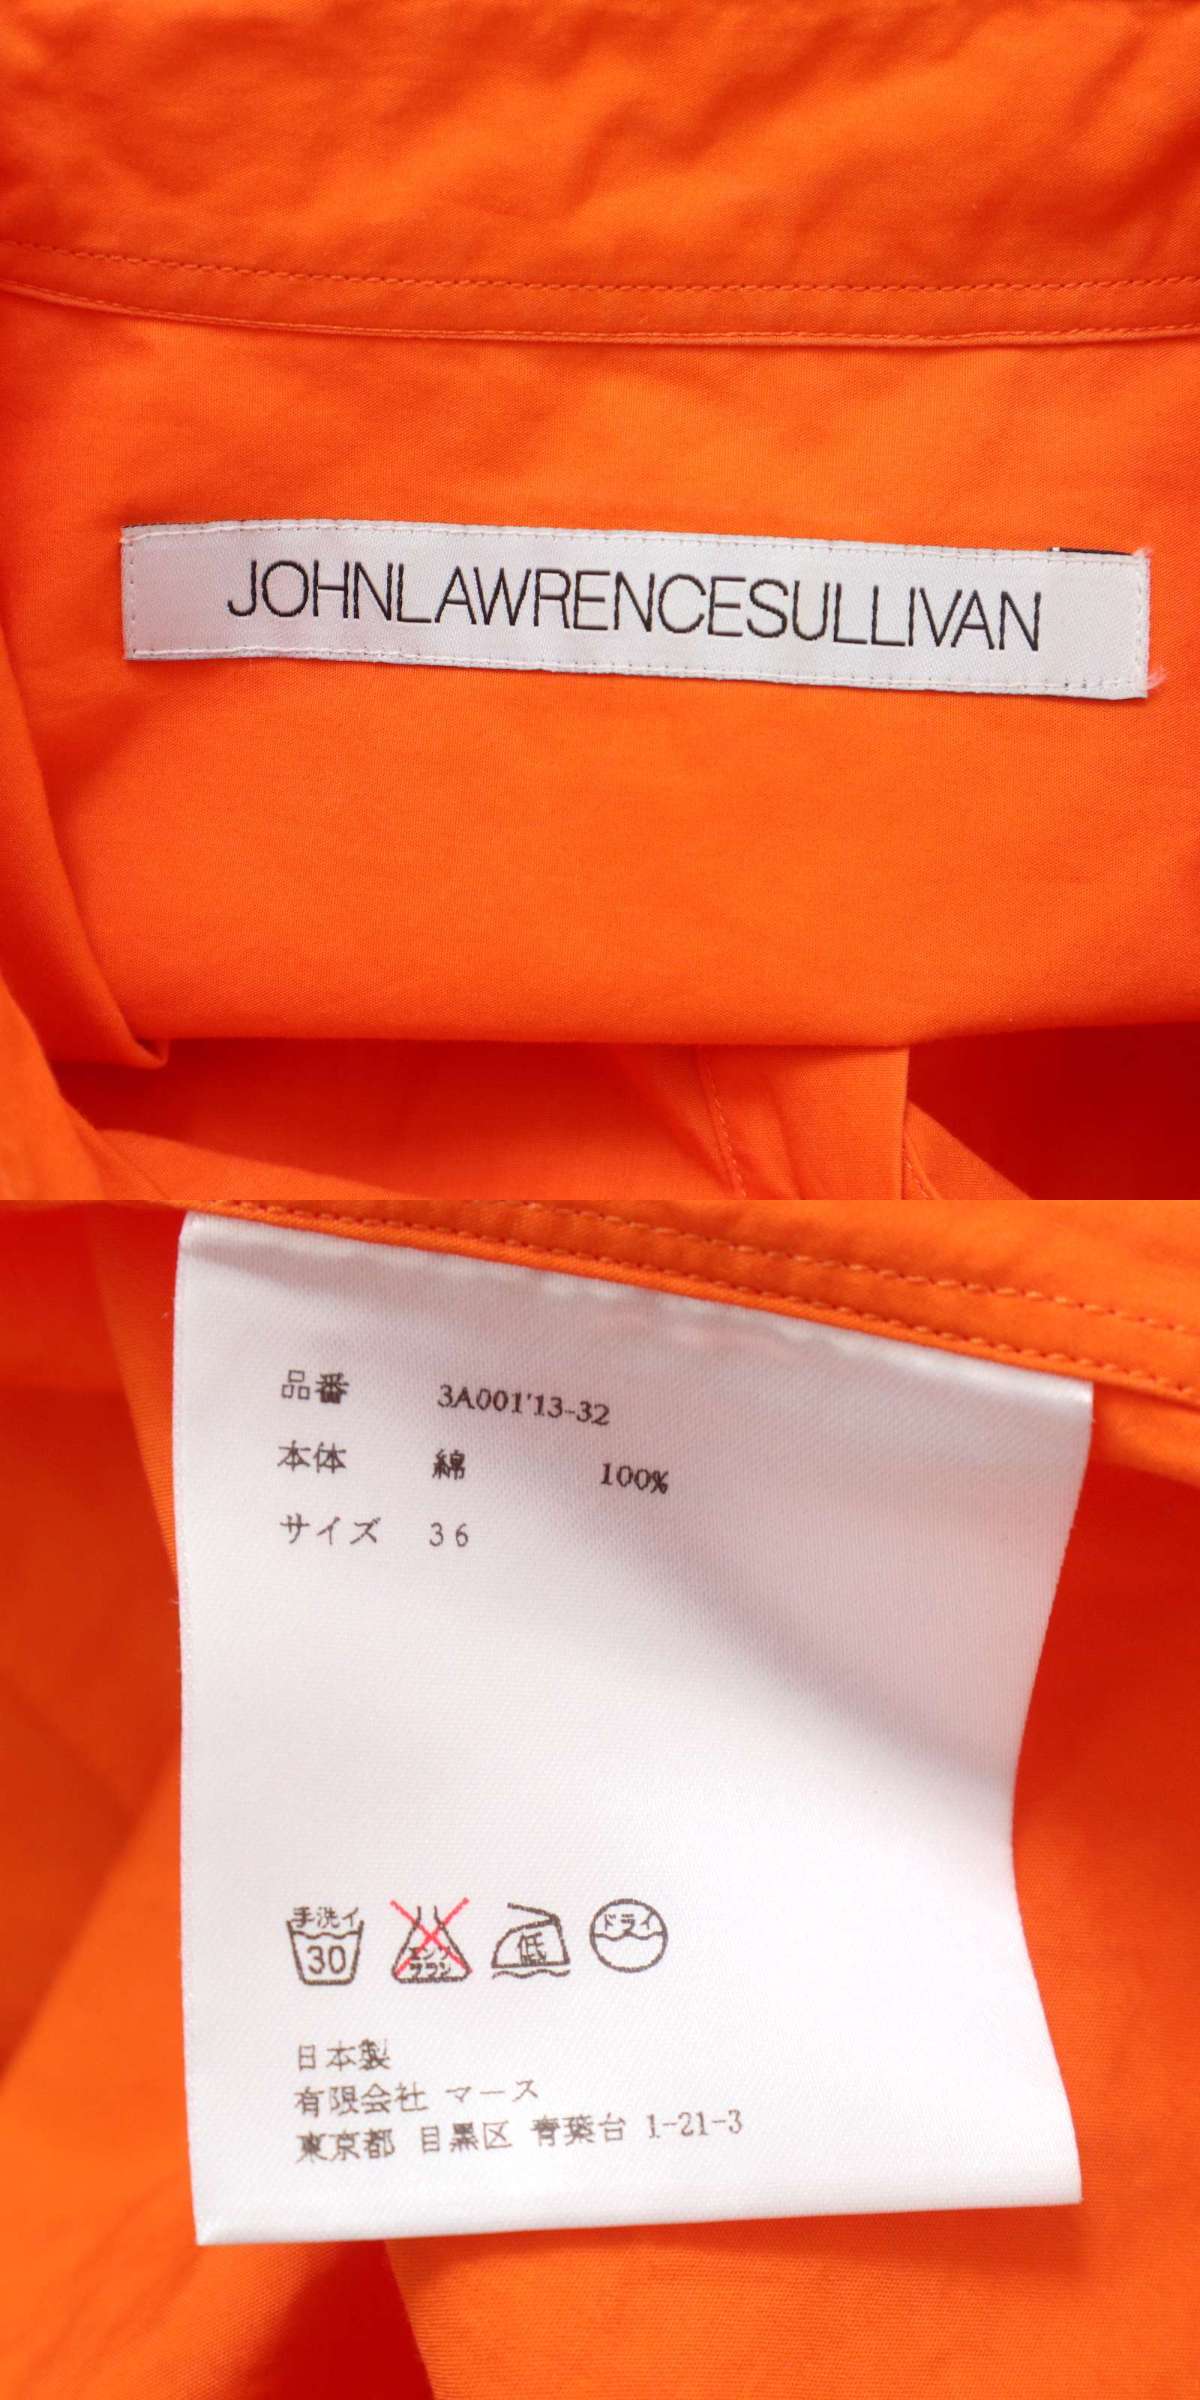 JOHNLAWRENCESULLIVAN
品番 3A001'13-32
本体 綿 100%
サイズ 36
手洗イ 30 エンソ サラシ 低 ドライ
日本製
有限会社 マース
東京都 目黒区 青葉台 1-21-3